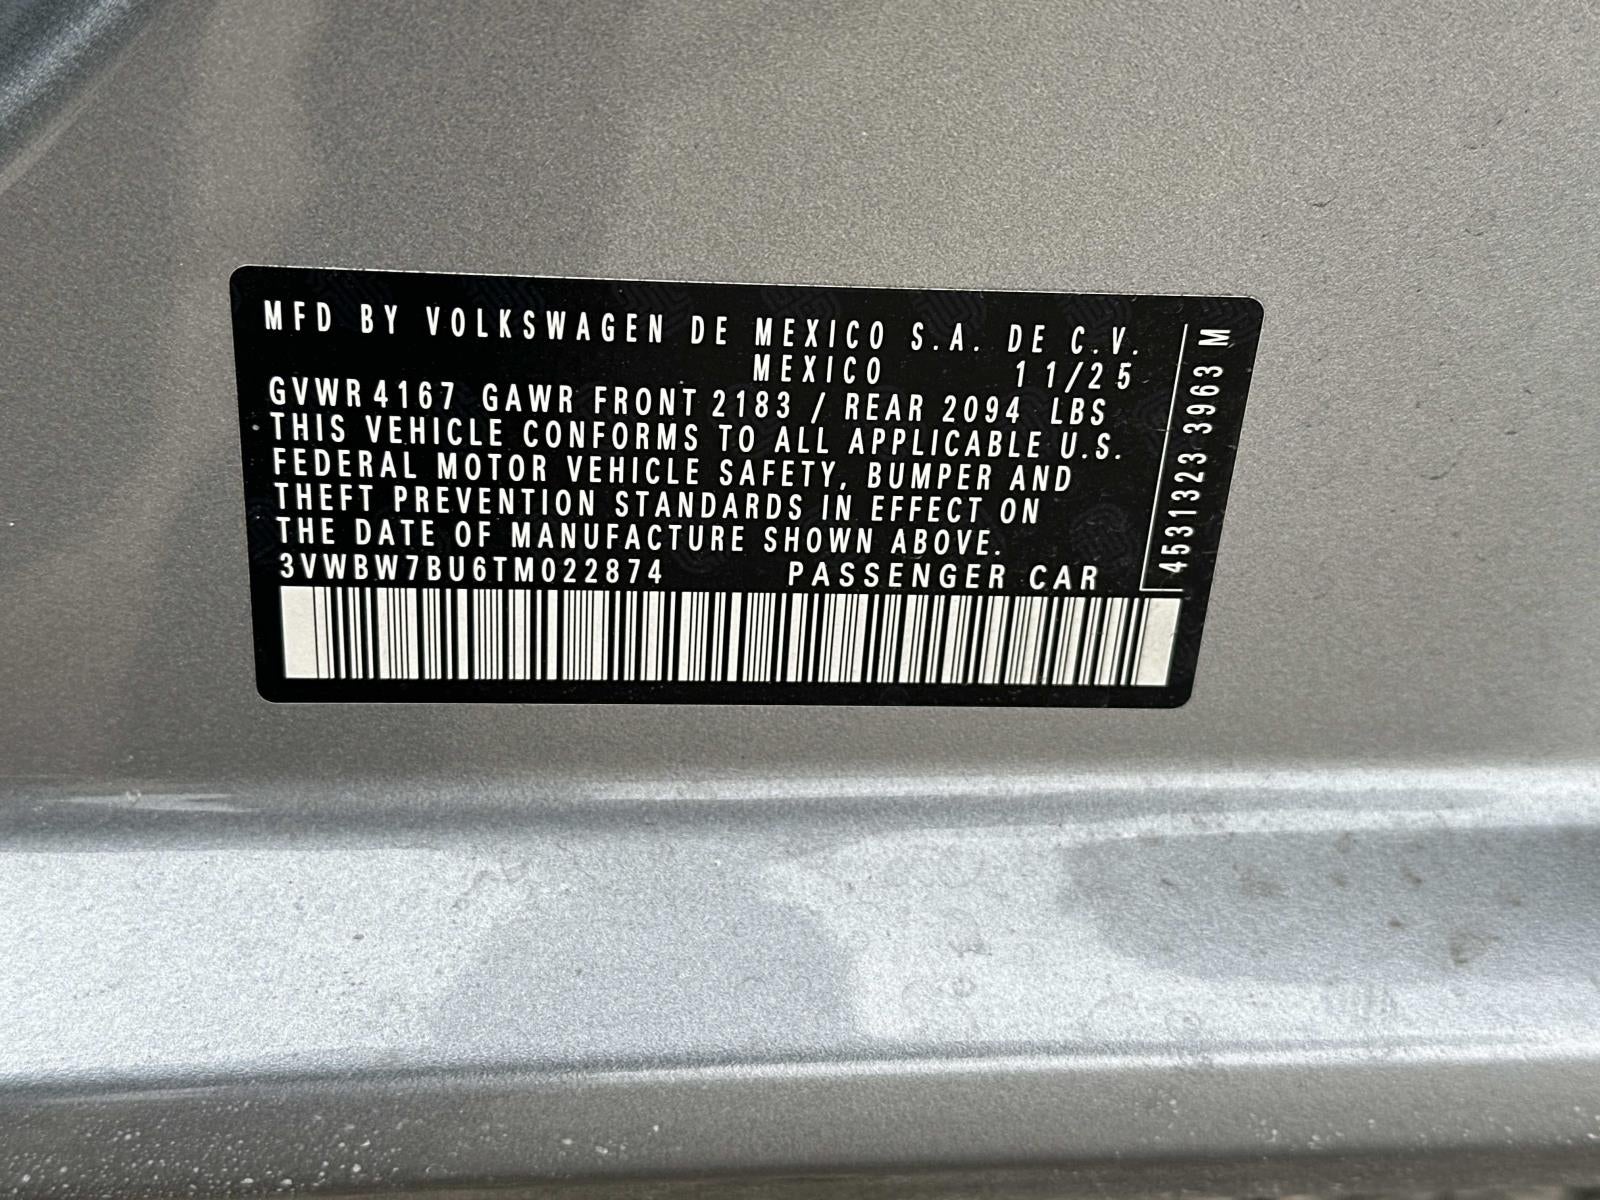 MFD BY VOLKSWAGEN DE MEXICO S.A. DE C.V.
MEXICO 11/25
GVWR 4167 GAWR FRONT 2183 / REAR 2094 LBS
THIS VEHICLE CONFORMS TO ALL APPLICABLE U.S.
FEDERAL MOTOR VEHICLE SAFETY, BUMPER AND
THEFT PREVENTION STANDARDS IN EFFECT ON
THE DATE OF MANUFACTURE SHOWN ABOVE.
3VWBW7BU6TM022874 PASSENGER CAR
4531323 3963 M